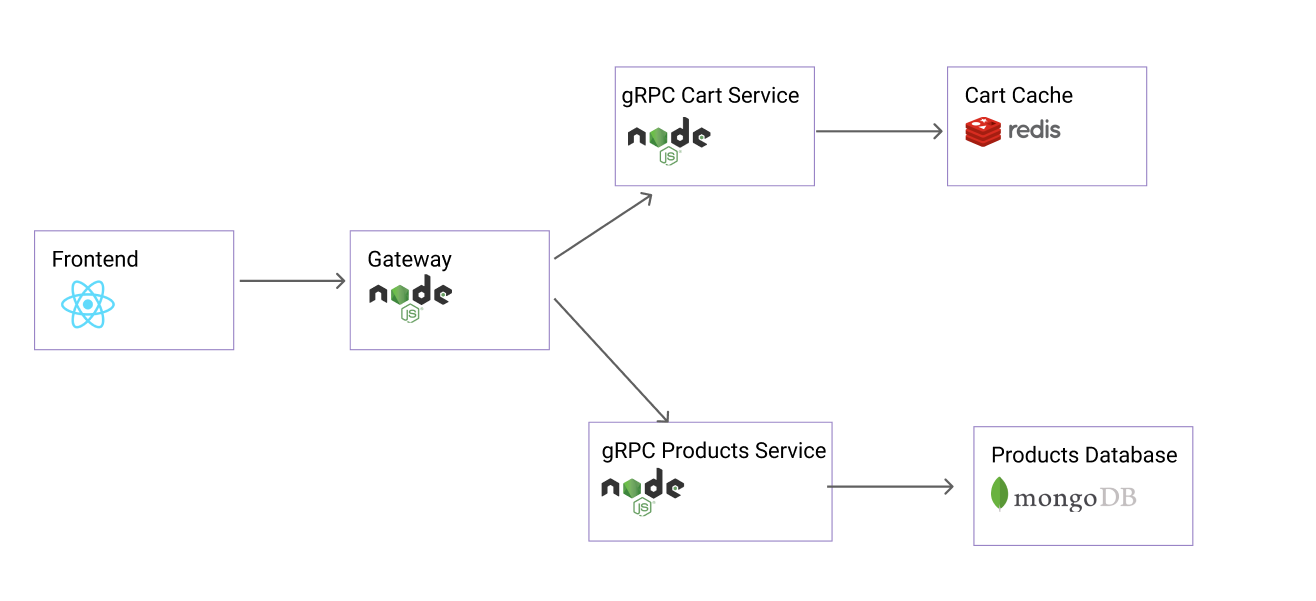 gRPC Cart Service
node
JS
Cart Cache
redis
Frontend
Gateway
node
JS
gRPC Products Service
node
JS
Products Database
mongoDB